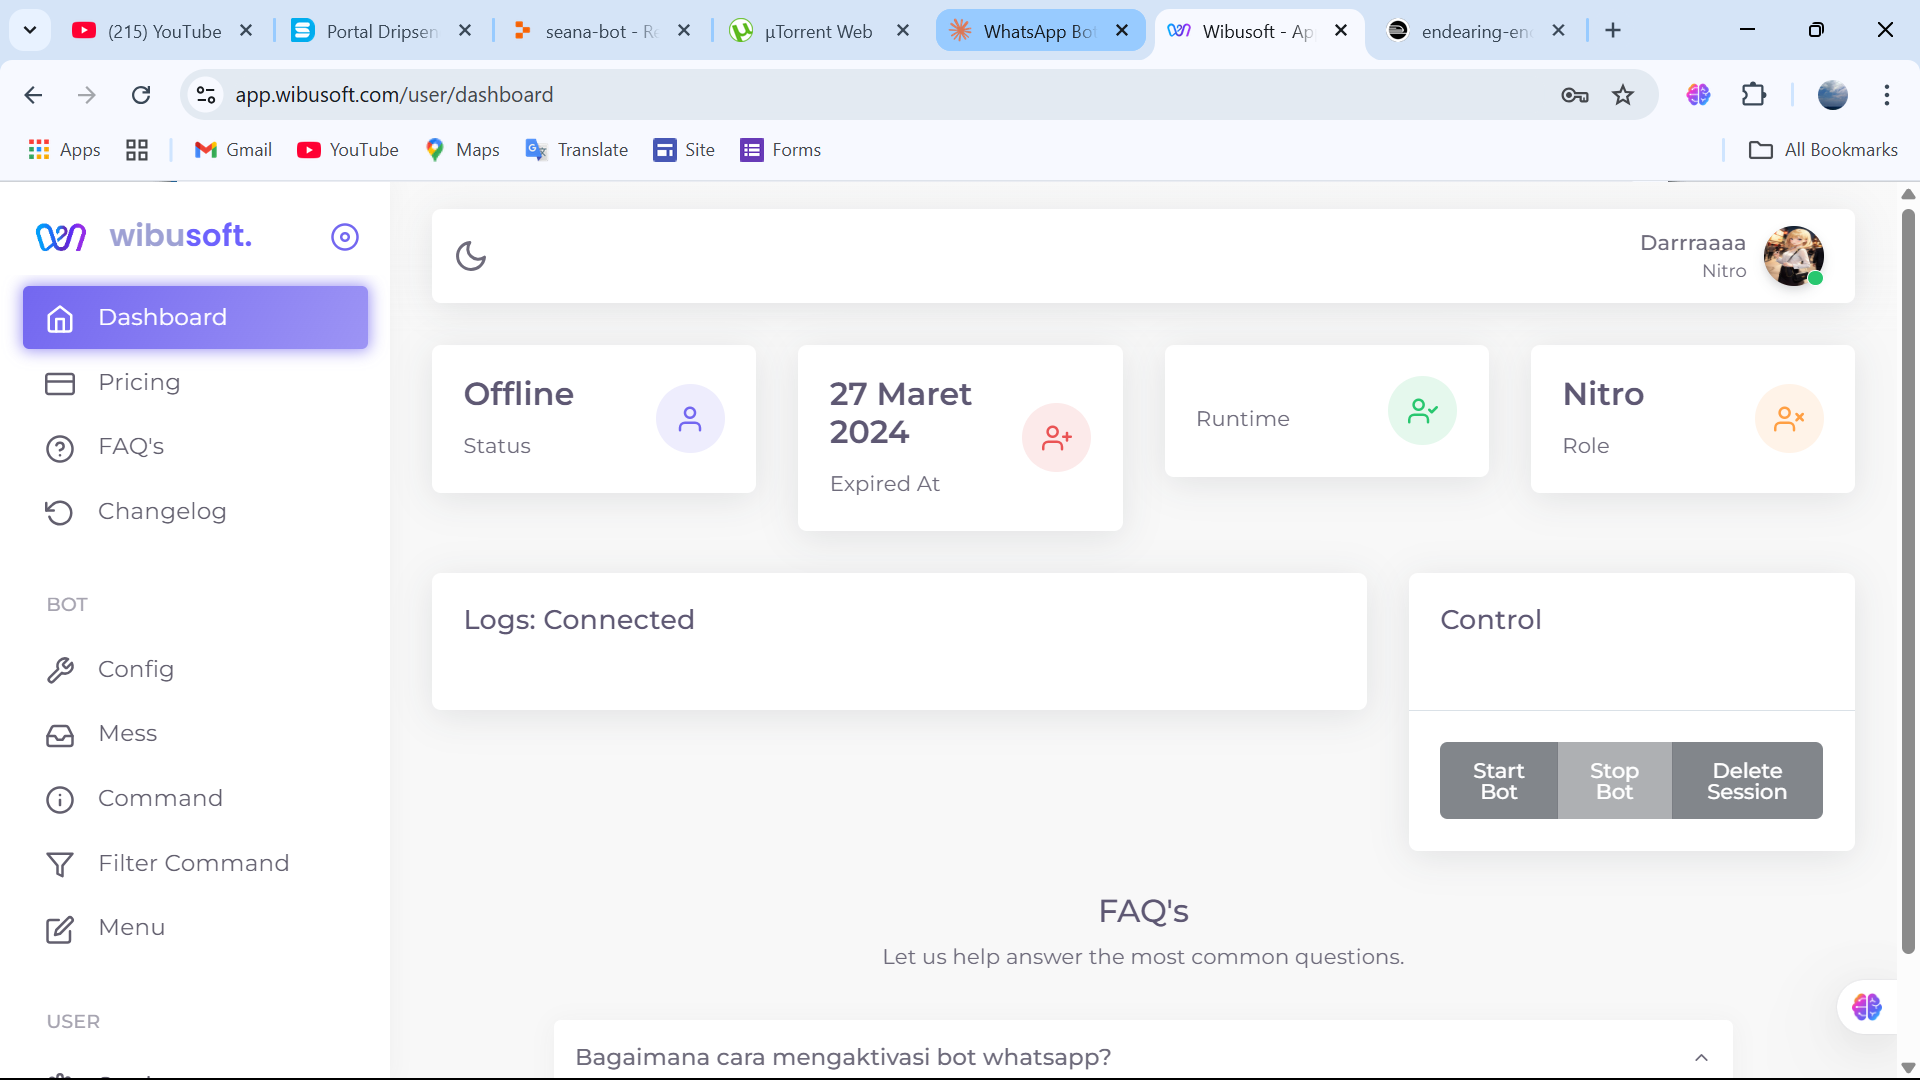 (215) YouTube
Portal Dripsen
seana-bot - Re
µTorrent Web
WhatsApp Bot
Wibusoft - Ap
endearing-en
app.wibusoft.com/user/dashboard
Apps
Gmail
YouTube
Maps
Translate
Site
Forms
All Bookmarks
wibusoft.
Dashboard
Pricing
FAQ's
Changelog
BOT
Config
Mess
Command
Filter Command
Menu
USER
Darrraaaa
Nitro
Offline
Status
27 Maret
2024
Expired At
Runtime
Nitro
Role
Logs: Connected
Control
Start
Bot
Stop
Bot
Delete
Session
FAQ's
Let us help answer the most common questions.
Bagaimana cara mengaktivasi bot whatsapp?